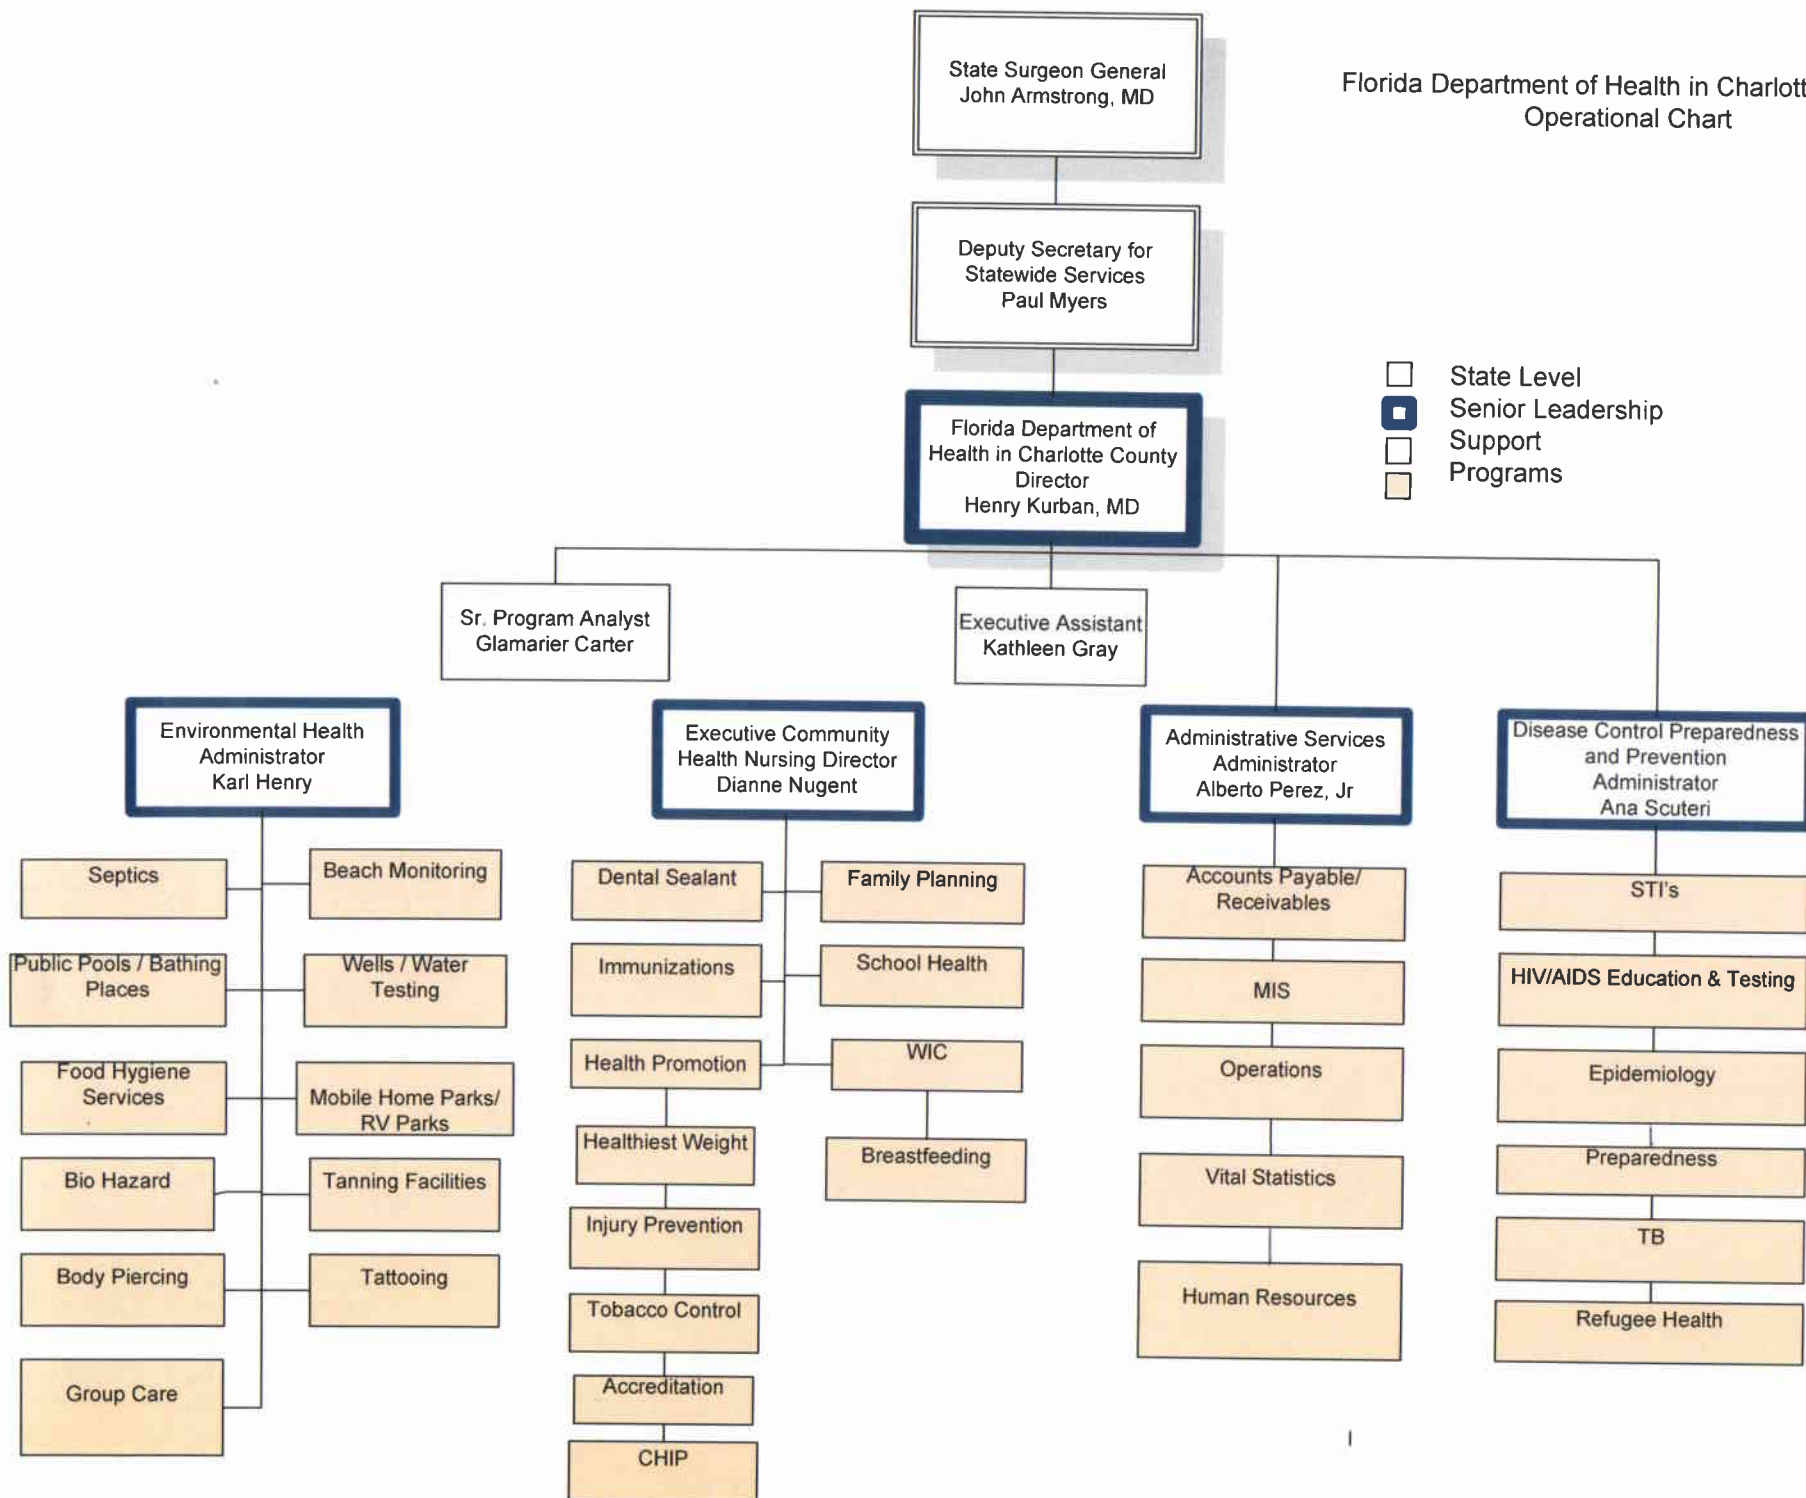 State Surgeon General
John Armstrong, MD
Florida Department of Health in Charlott
Operational Chart
Deputy Secretary for
Statewide Services
Paul Myers
State Level
Senior Leadership
Support
Programs
Florida Department of
Health in Charlotte County
Director
Henry Kurban, MD
Sr. Program Analyst
Glamarier Carter
Executive Assistant
Kathleen Gray
Environmental Health
Administrator
Karl Henry
Executive Community
Health Nursing Director
Dianne Nugent
Administrative Services
Administrator
Alberto Perez, Jr
Disease Control Preparedness
and Prevention
Administrator
Ana Scuteri
Septics
Beach Monitoring
Public Pools / Bathing
Places
Wells / Water
Testing
Food Hygiene
Services
Mobile Home Parks/
RV Parks
Bio Hazard
Tanning Facilities
Body Piercing
Tattooing
Group Care
Dental Sealant
Family Planning
Immunizations
School Health
Health Promotion
WIC
Healthiest Weight
Breastfeeding
Injury Prevention
Tobacco Control
Accreditation
CHIP
Accounts Payable/
Receivables
MIS
Operations
Vital Statistics
Human Resources
STI's
HIV/AIDS Education & Testing
Epidemiology
Preparedness
TB
Refugee Health